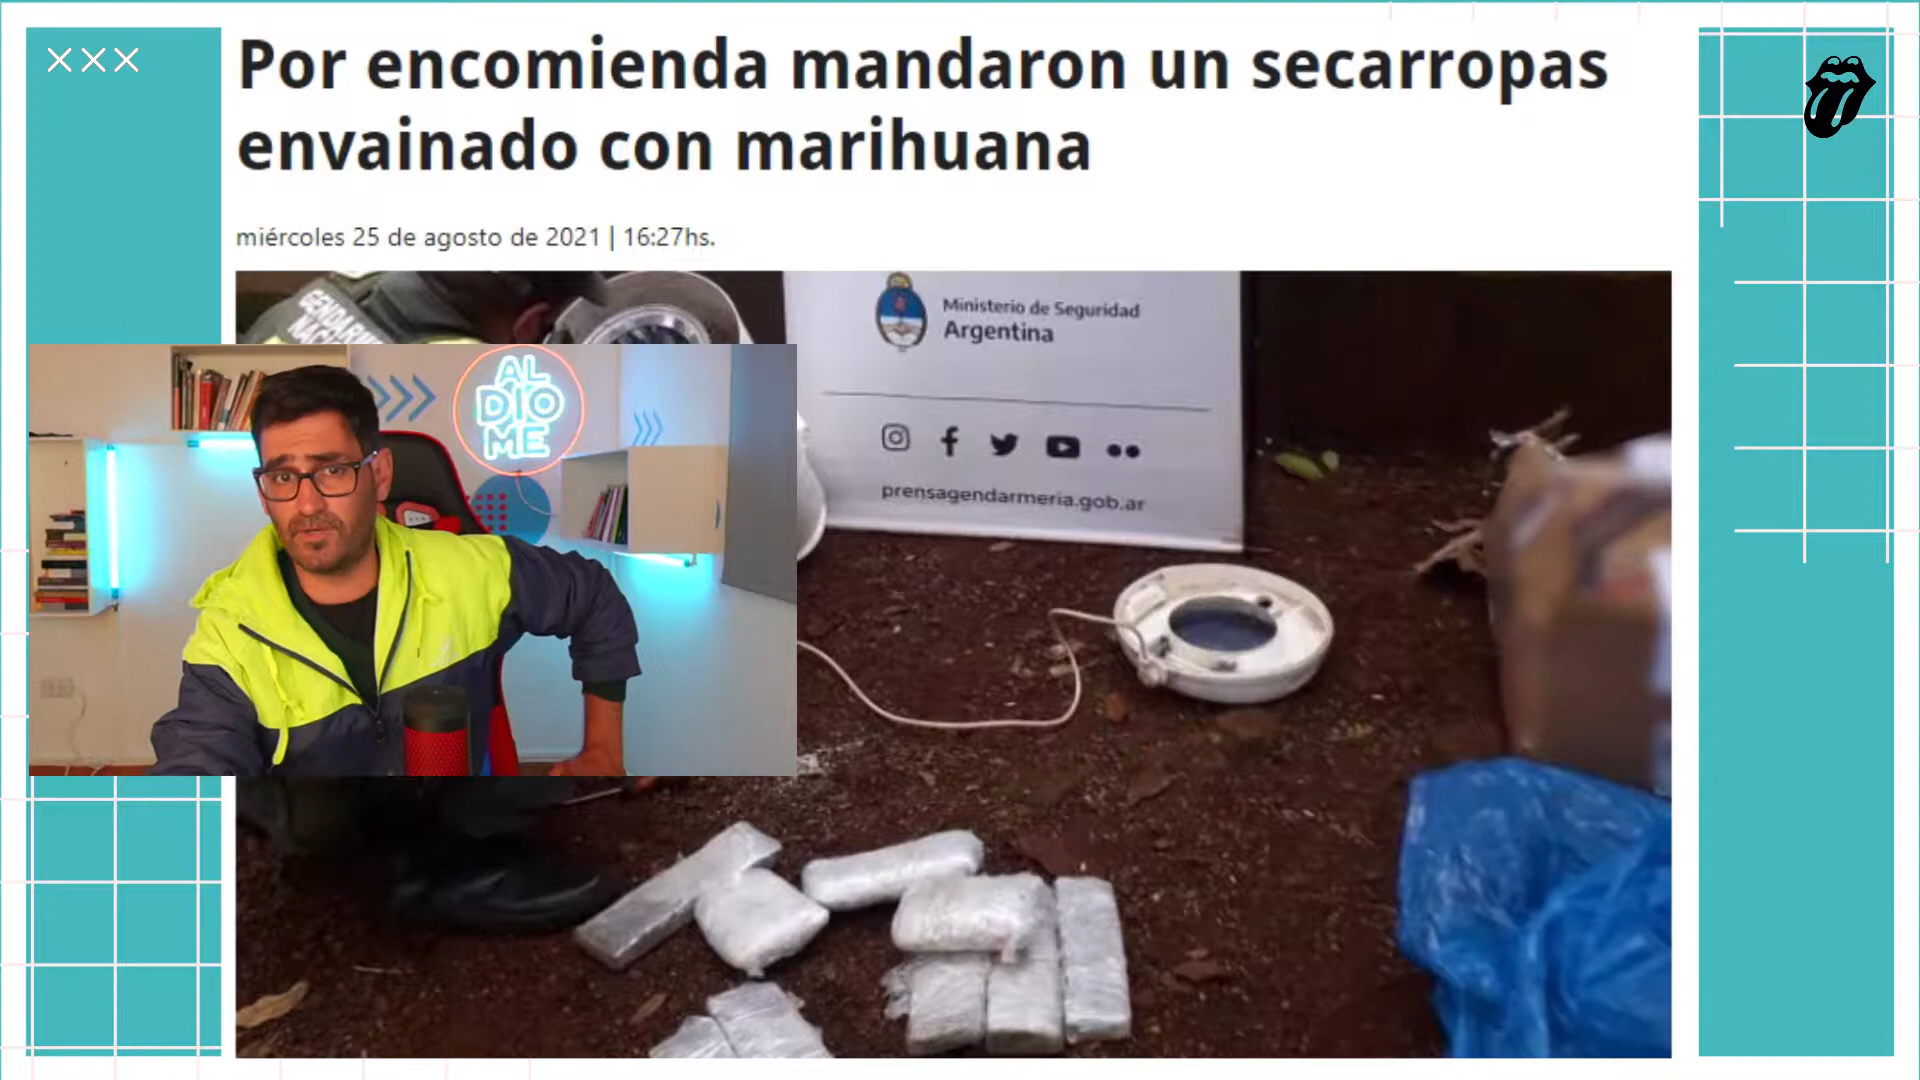 Por encomienda mandaron un secarropas
envainado con marihuana
miércoles 25 de agosto de 2021 | 16:27hs.
Ministerio de Seguridad
Argentina
prensagendarmeria.gob.ar
AL
DIO
ME